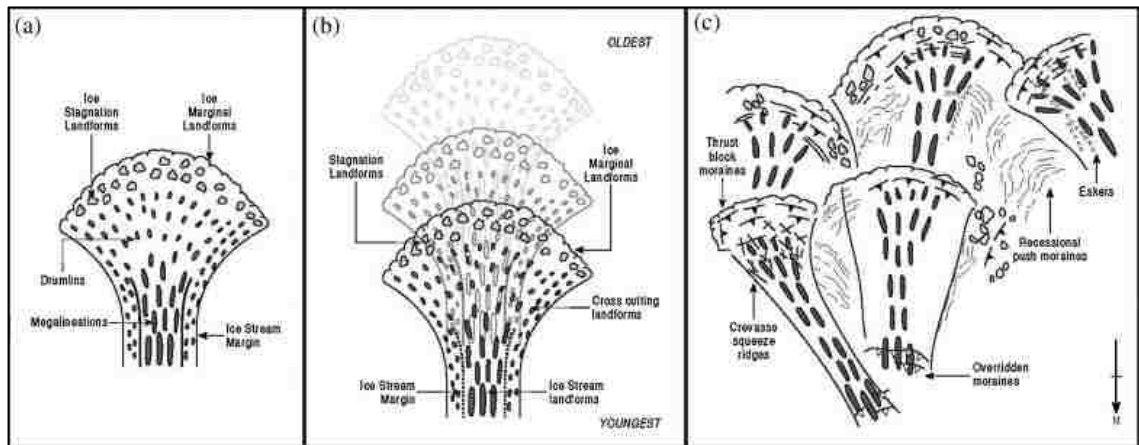 (a)
Ice
Stagnation
Landforms
Ice
Marginal
Landforms
Drumlins
Megalineations
Ice Stream
Margin
(b)
OLDEST
Stagnation
Landforms
Ice
Marginal
Landforms
Cross cutting
landforms
Ice Stream
Margin
Ice Stream
landforms
YOUNGEST
(c)
Thrust
block
moraines
Eskers
Recessional
push moraines
Crevasse
squeeze
ridges
Overridden
moraines
N